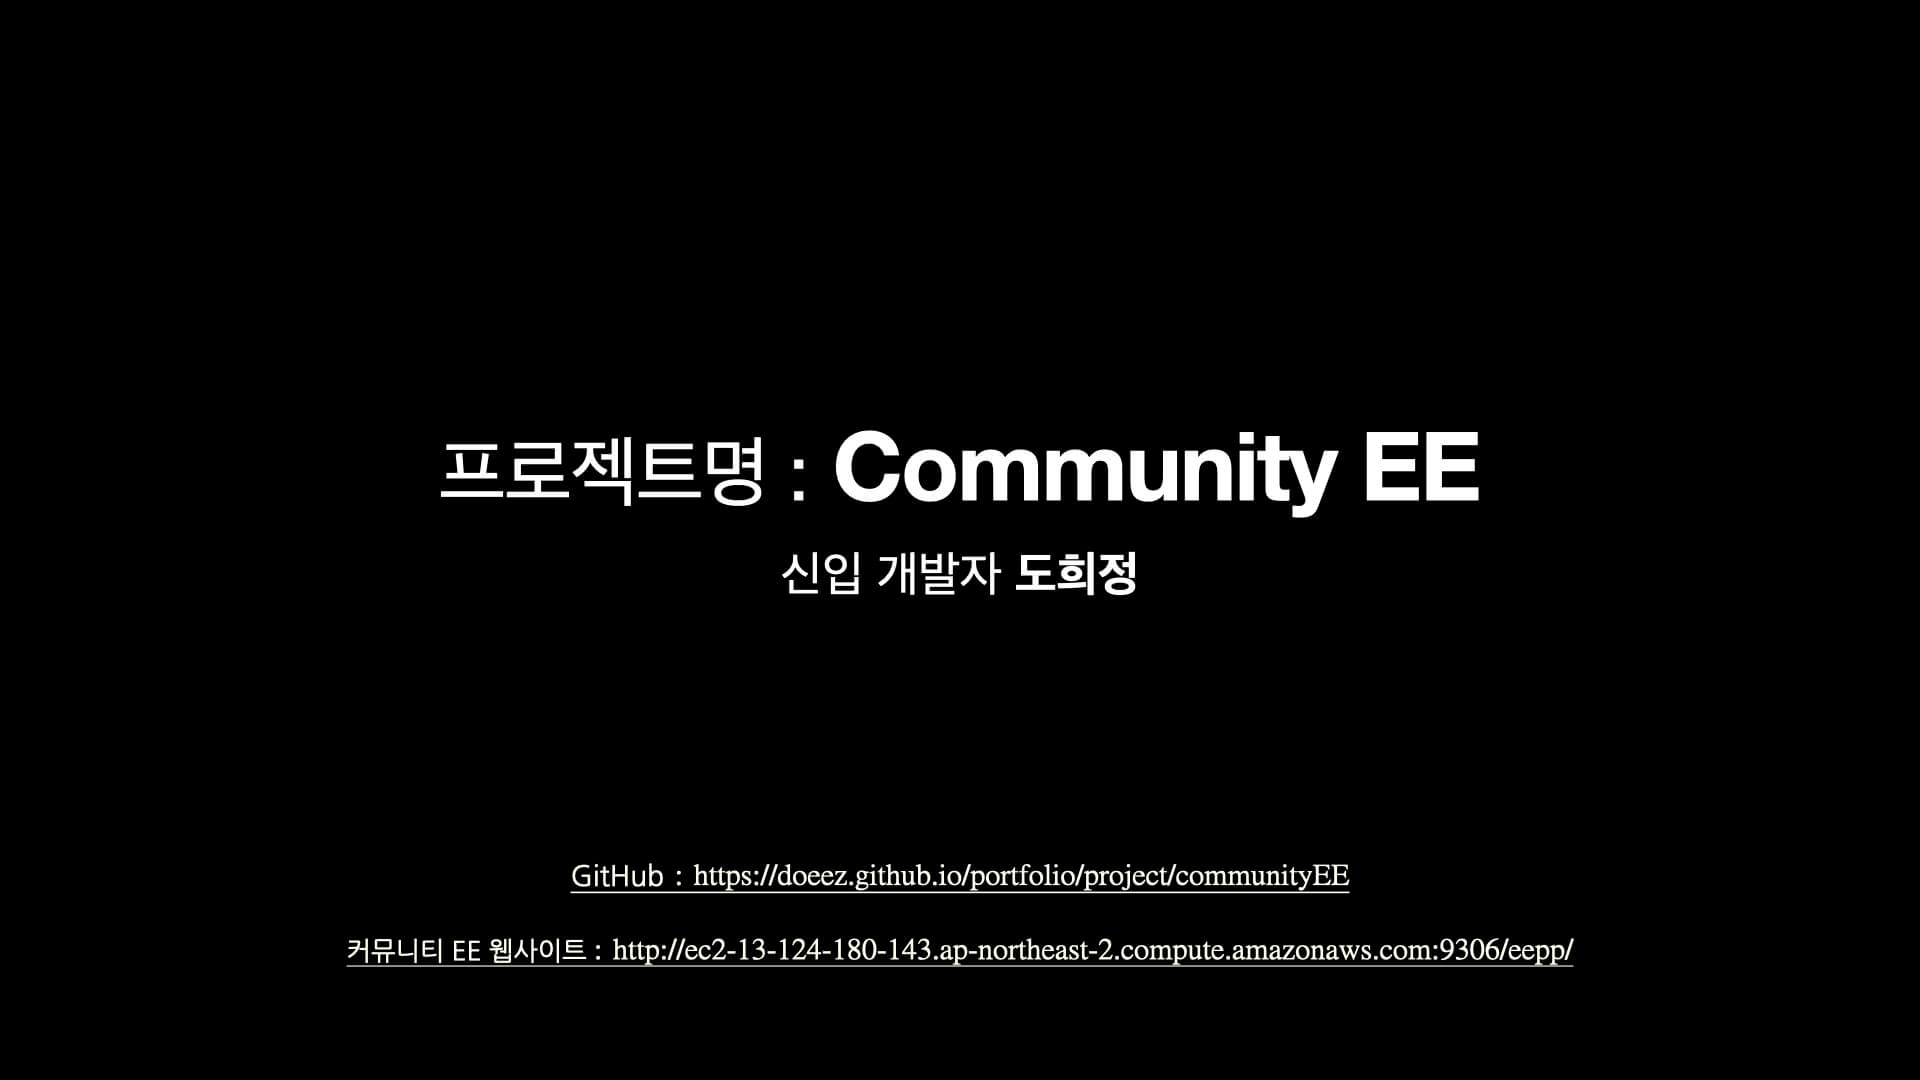 프로젝트명 : Community EE
신입 개발자 도희정
GitHub : https://doeez.github.io/portfolio/project/communityEE
커뮤니티 EE 웹사이트 : http://ec2-13-124-180-143.ap-northeast-2.compute.amazonaws.com:9306/eepp/